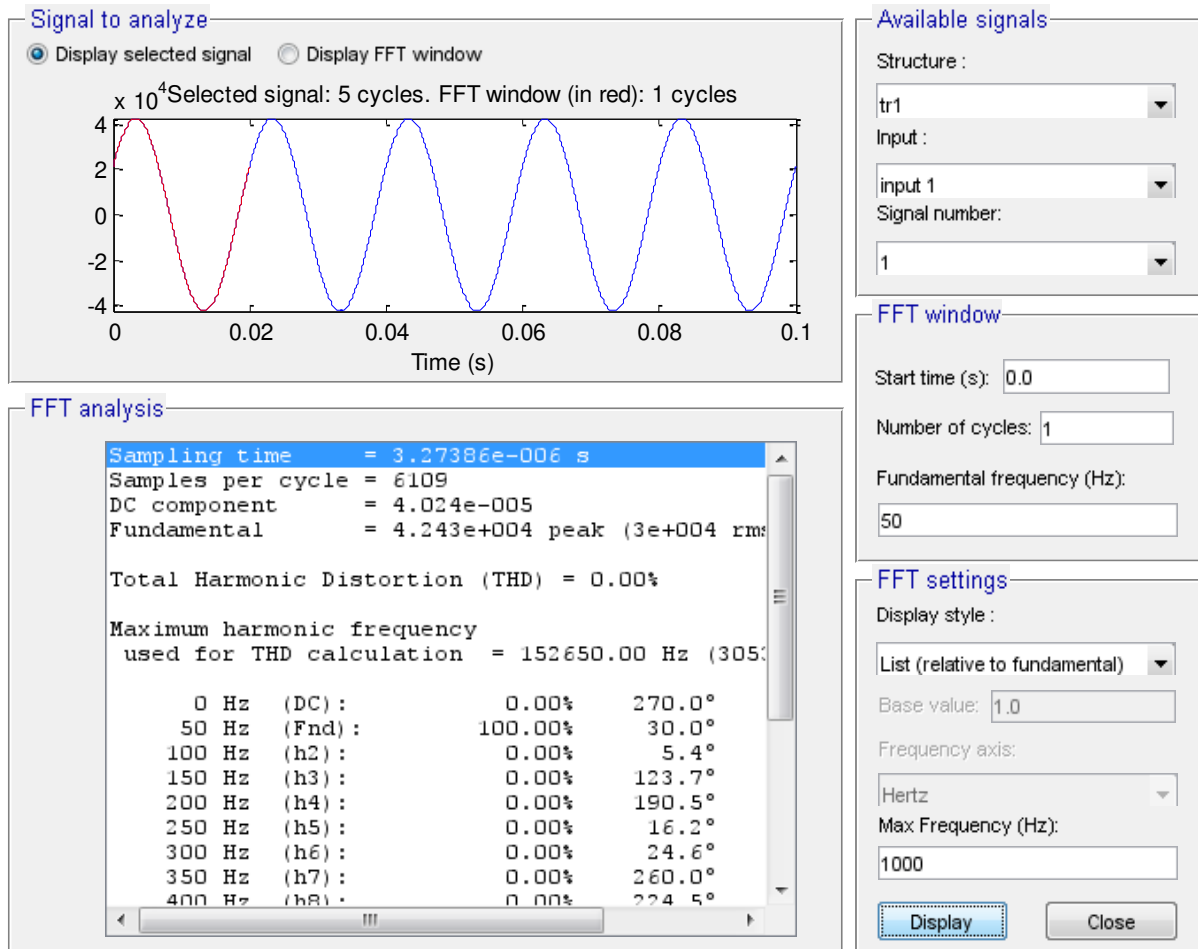 Signal to analyze
Display selected signal Display FFT window
x 10^4 Selected signal: 5 cycles. FFT window (in red): 1 cycles
4
2
0
-2
-4
0 0.02 0.04 0.06 0.08 0.1
Time (s)
FFT analysis
Sampling time = 3.27386e-006 s
Samples per cycle = 6109
DC component = 4.024e-005
Fundamental = 4.243e+004 peak (3e+004 rms
Total Harmonic Distortion (THD) = 0.00%
Maximum harmonic frequency
used for THD calculation = 152650.00 Hz (3053
0 Hz (DC): 0.00% 270.0°
50 Hz (Fnd): 100.00% 30.0°
100 Hz (h2): 0.00% 5.4°
150 Hz (h3): 0.00% 123.7°
200 Hz (h4): 0.00% 190.5°
250 Hz (h5): 0.00% 16.2°
300 Hz (h6): 0.00% 24.6°
350 Hz (h7): 0.00% 260.0°
400 Hz (h8): 0.00% 224.5°
Available signals
Structure :
tr1
Input :
input 1
Signal number:
1
FFT window
Start time (s): 0.0
Number of cycles: 1
Fundamental frequency (Hz):
50
FFT settings
Display style :
List (relative to fundamental)
Base value: 1.0
Frequency axis:
Hertz
Max Frequency (Hz):
1000
Display Close